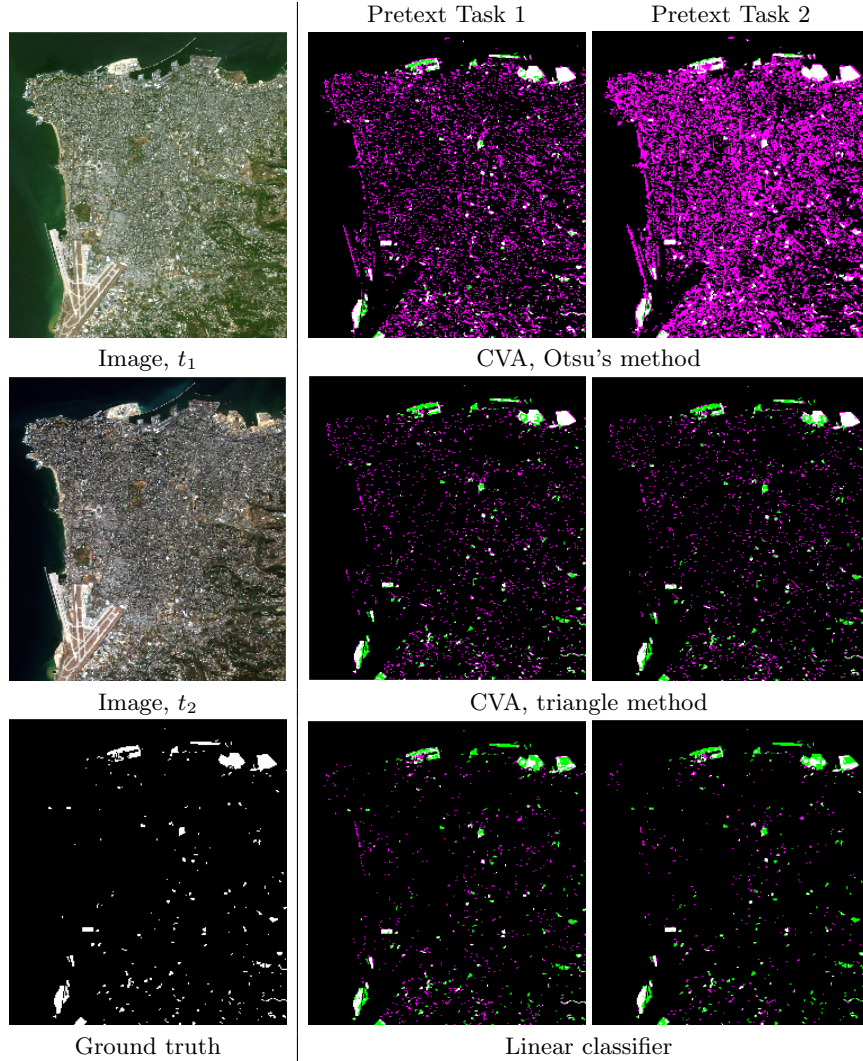 Pretext Task 1
Pretext Task 2
Image, t₁
CVA, Otsu's method
Image, t₂
CVA, triangle method
Ground truth
Linear classifier